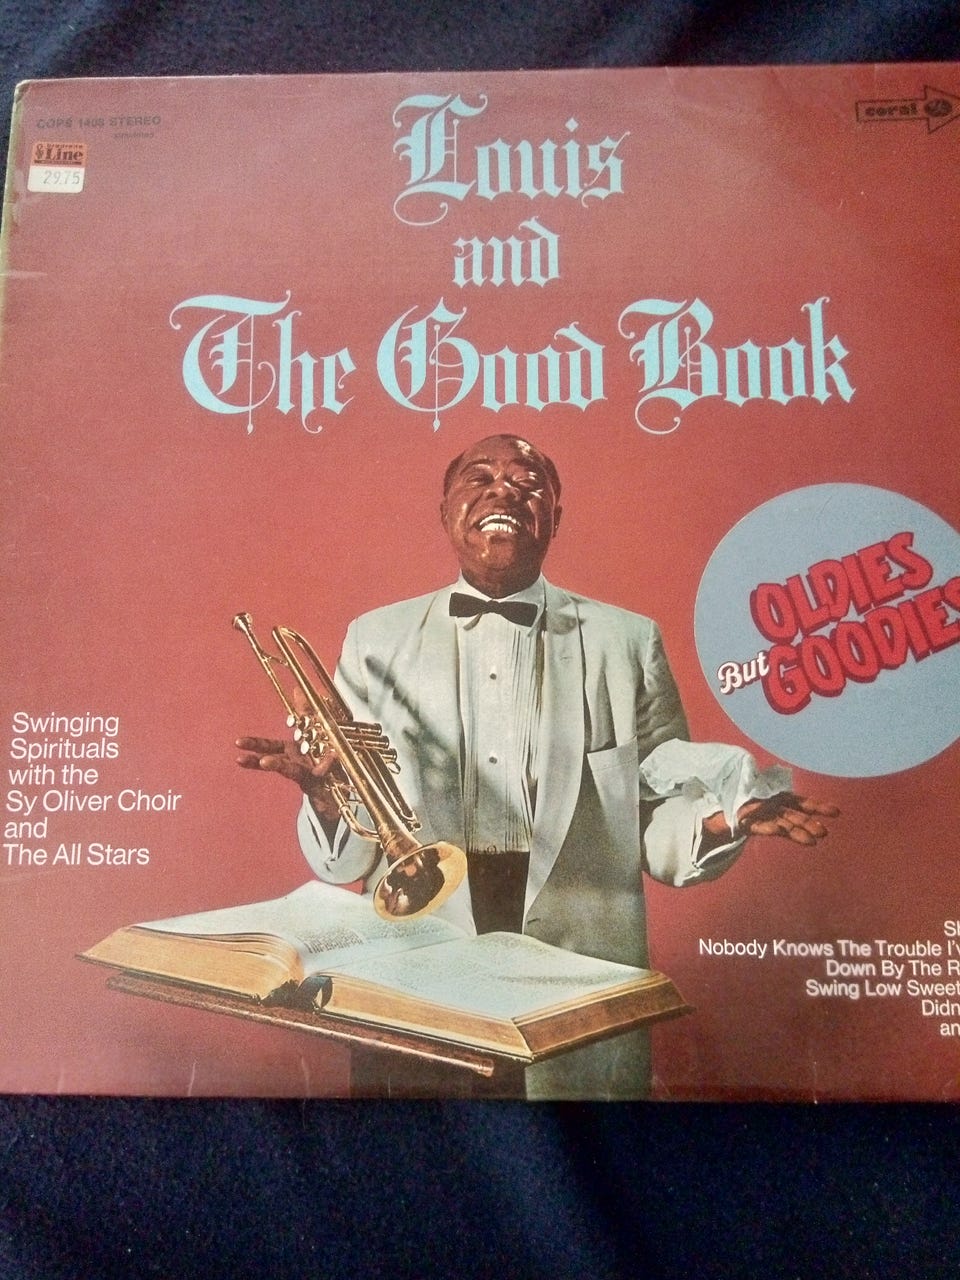 COPS 1408 STEREO
coral
Line
29.75
Louis
and
The Good Book
OLDIES
But GOODIES
Swinging
Spirituals
with the
Sy Oliver Choir
and
The All Stars
Nobody Knows The Trouble
Down By The
Swing Low Sweet